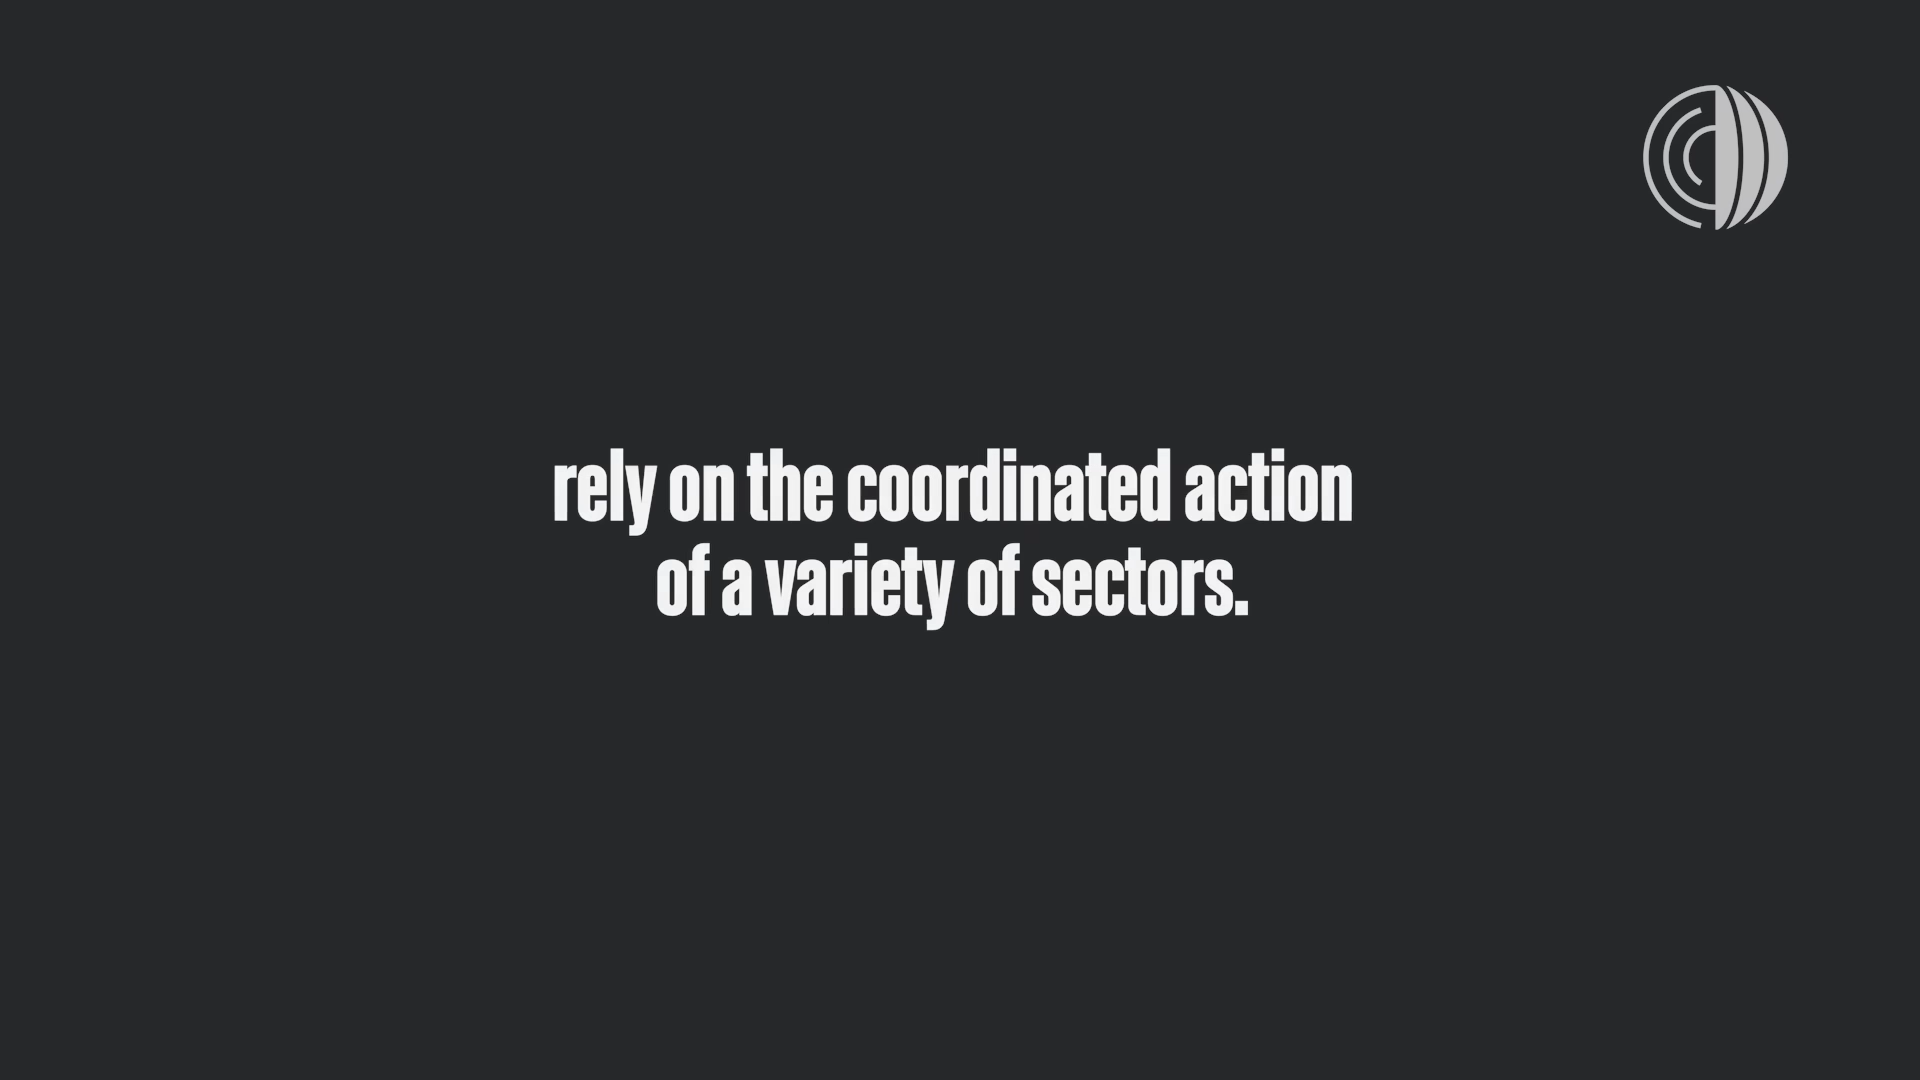 rely on the coordinated action
of a variety of sectors.